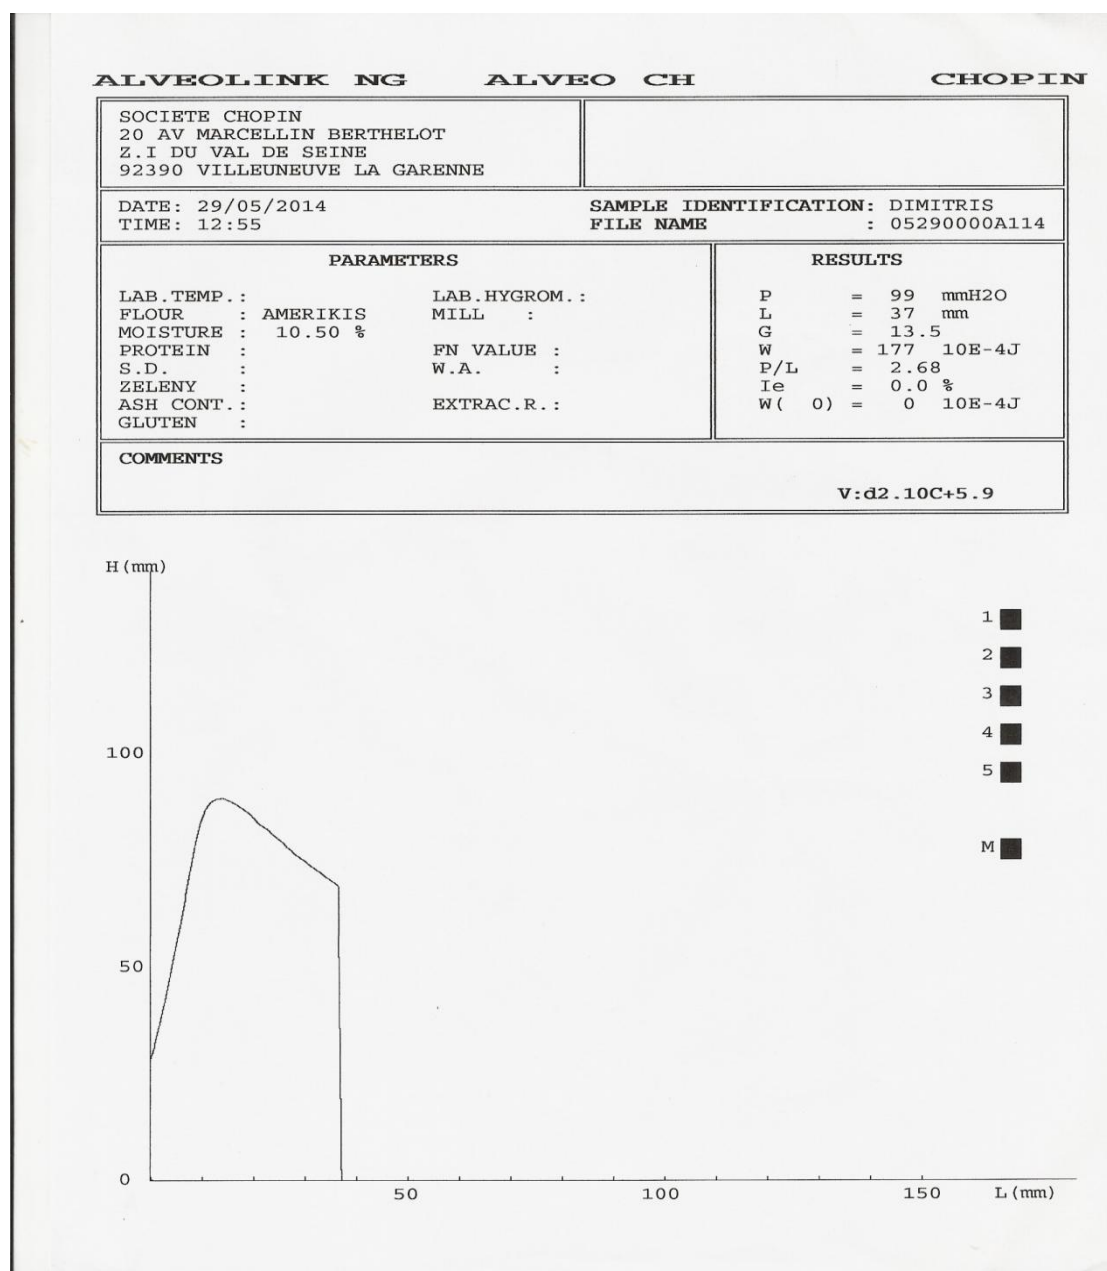 ALVEOLINK NG ALVEO CH CHOPIN
SOCIETE CHOPIN
20 AV MARCELLIN BERTHELOT
Z.I DU VAL DE SEINE
92390 VILLEUNEUVE LA GARENNE
DATE: 29/05/2014 SAMPLE IDENTIFICATION: DIMITRIS
TIME: 12:55 FILE NAME : 05290000A114
PARAMETERS
LAB.TEMP.: LAB.HYGROM.:
FLOUR : AMERIKIS MILL :
MOISTURE : 10.50 %
PROTEIN : FN VALUE :
S.D. : W.A. :
ZELENY :
ASH CONT.: EXTRAC.R.:
GLUTEN :
RESULTS
P = 99 mmH2O
L = 37 mm
G = 13.5
W = 177 10E-4J
P/L = 2.68
Ie = 0.0 %
W( 0) = 0 10E-4J
COMMENTS
V:d2.10C+5.9
H(mm)
1
2
3
4
5
M
100
50
0
50 100 150 L(mm)